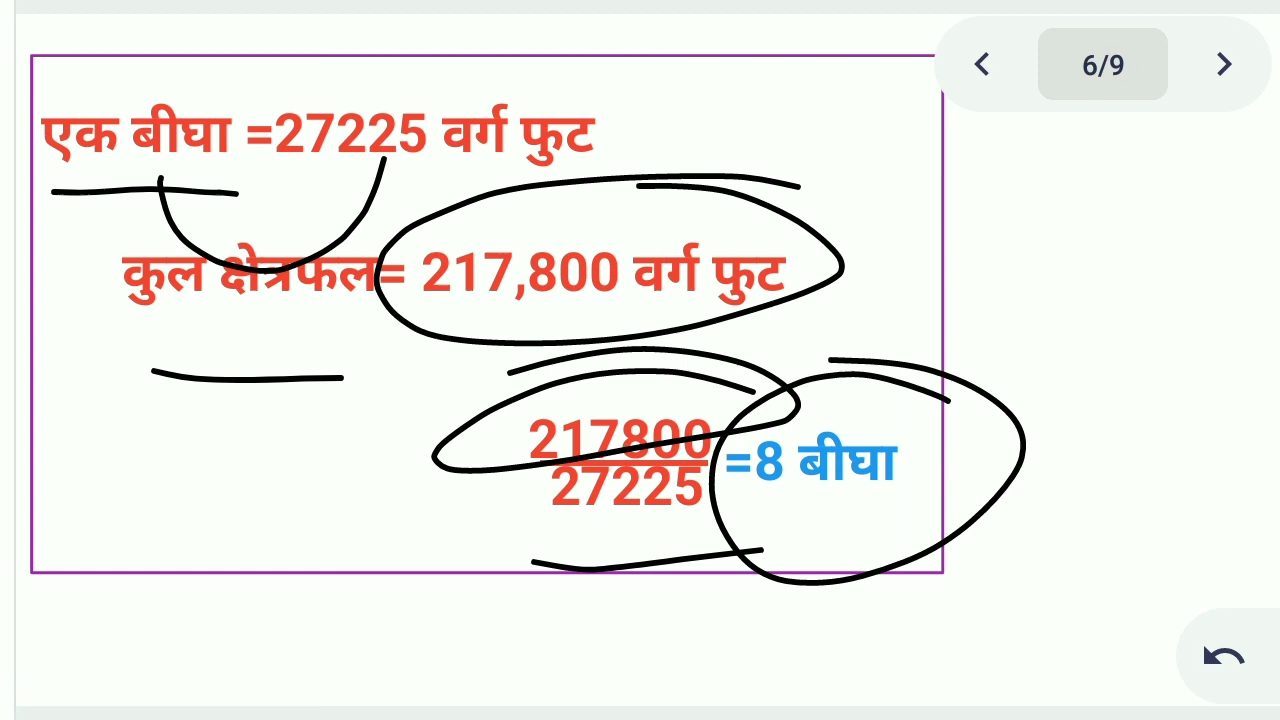 6/9
एक बीघा =27225 वर्ग फुट
कुल क्षेत्रफल= 217,800 वर्ग फुट
217800
27225
=8 बीघा